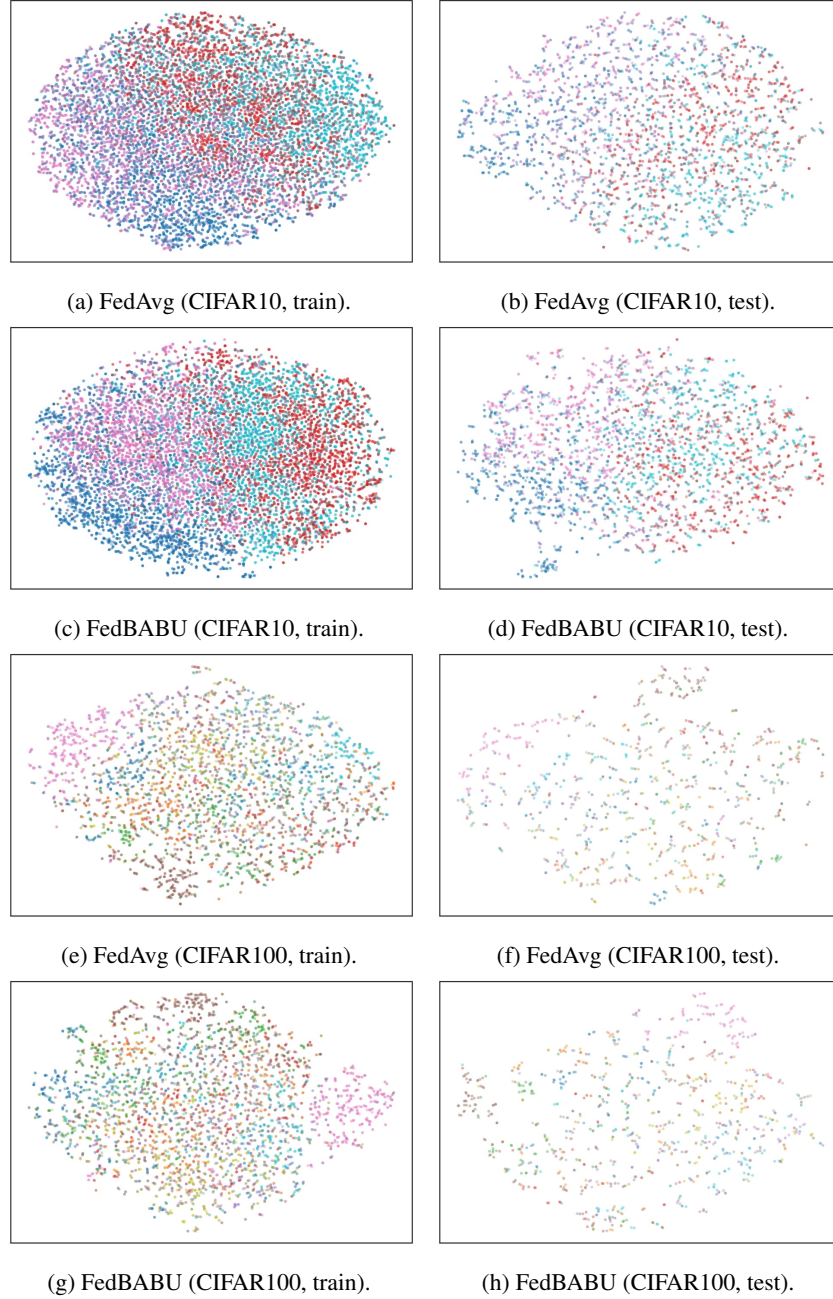 (a) FedAvg (CIFAR10, train).
(b) FedAvg (CIFAR10, test).
(c) FedBABU (CIFAR10, train).
(d) FedBABU (CIFAR10, test).
(e) FedAvg (CIFAR100, train).
(f) FedAvg (CIFAR100, test).
(g) FedBABU (CIFAR100, train).
(h) FedBABU (CIFAR100, test).